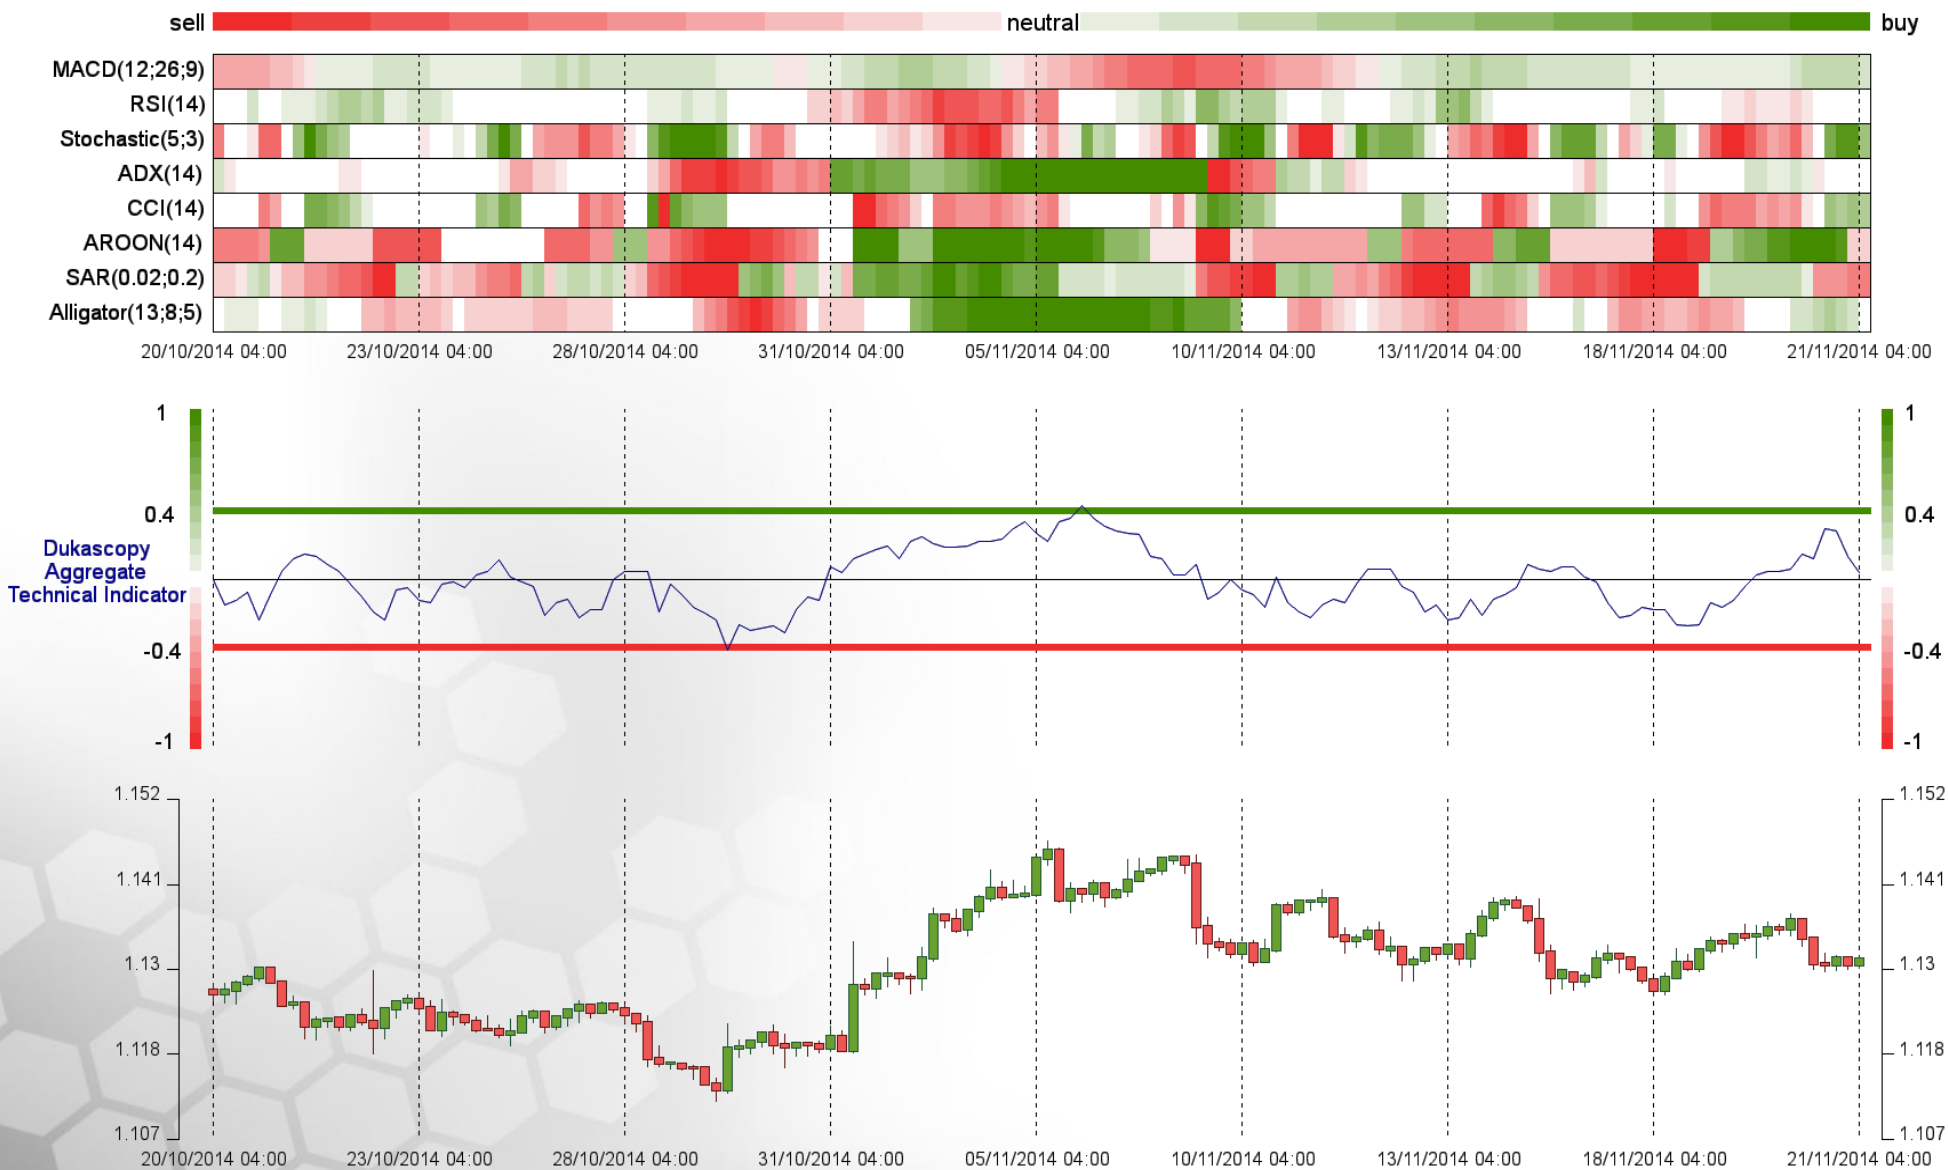 sell neutral buy
MACD(12;26;9)
RSI(14)
Stochastic(5;3)
ADX(14)
CCI(14)
AROON(14)
SAR(0.02;0.2)
Alligator(13;8;5)
20/10/2014 04:00 23/10/2014 04:00 28/10/2014 04:00 31/10/2014 04:00 05/11/2014 04:00 10/11/2014 04:00 13/11/2014 04:00 18/11/2014 04:00 21/11/2014 04:00
1 1
0.4 0.4
Dukascopy
Aggregate
Technical Indicator
-0.4 -0.4
-1 -1
1.152 1.152
1.141 1.141
1.13 1.13
1.118 1.118
1.107 1.107
20/10/2014 04:00 23/10/2014 04:00 28/10/2014 04:00 31/10/2014 04:00 05/11/2014 04:00 10/11/2014 04:00 13/11/2014 04:00 18/11/2014 04:00 21/11/2014 04:00